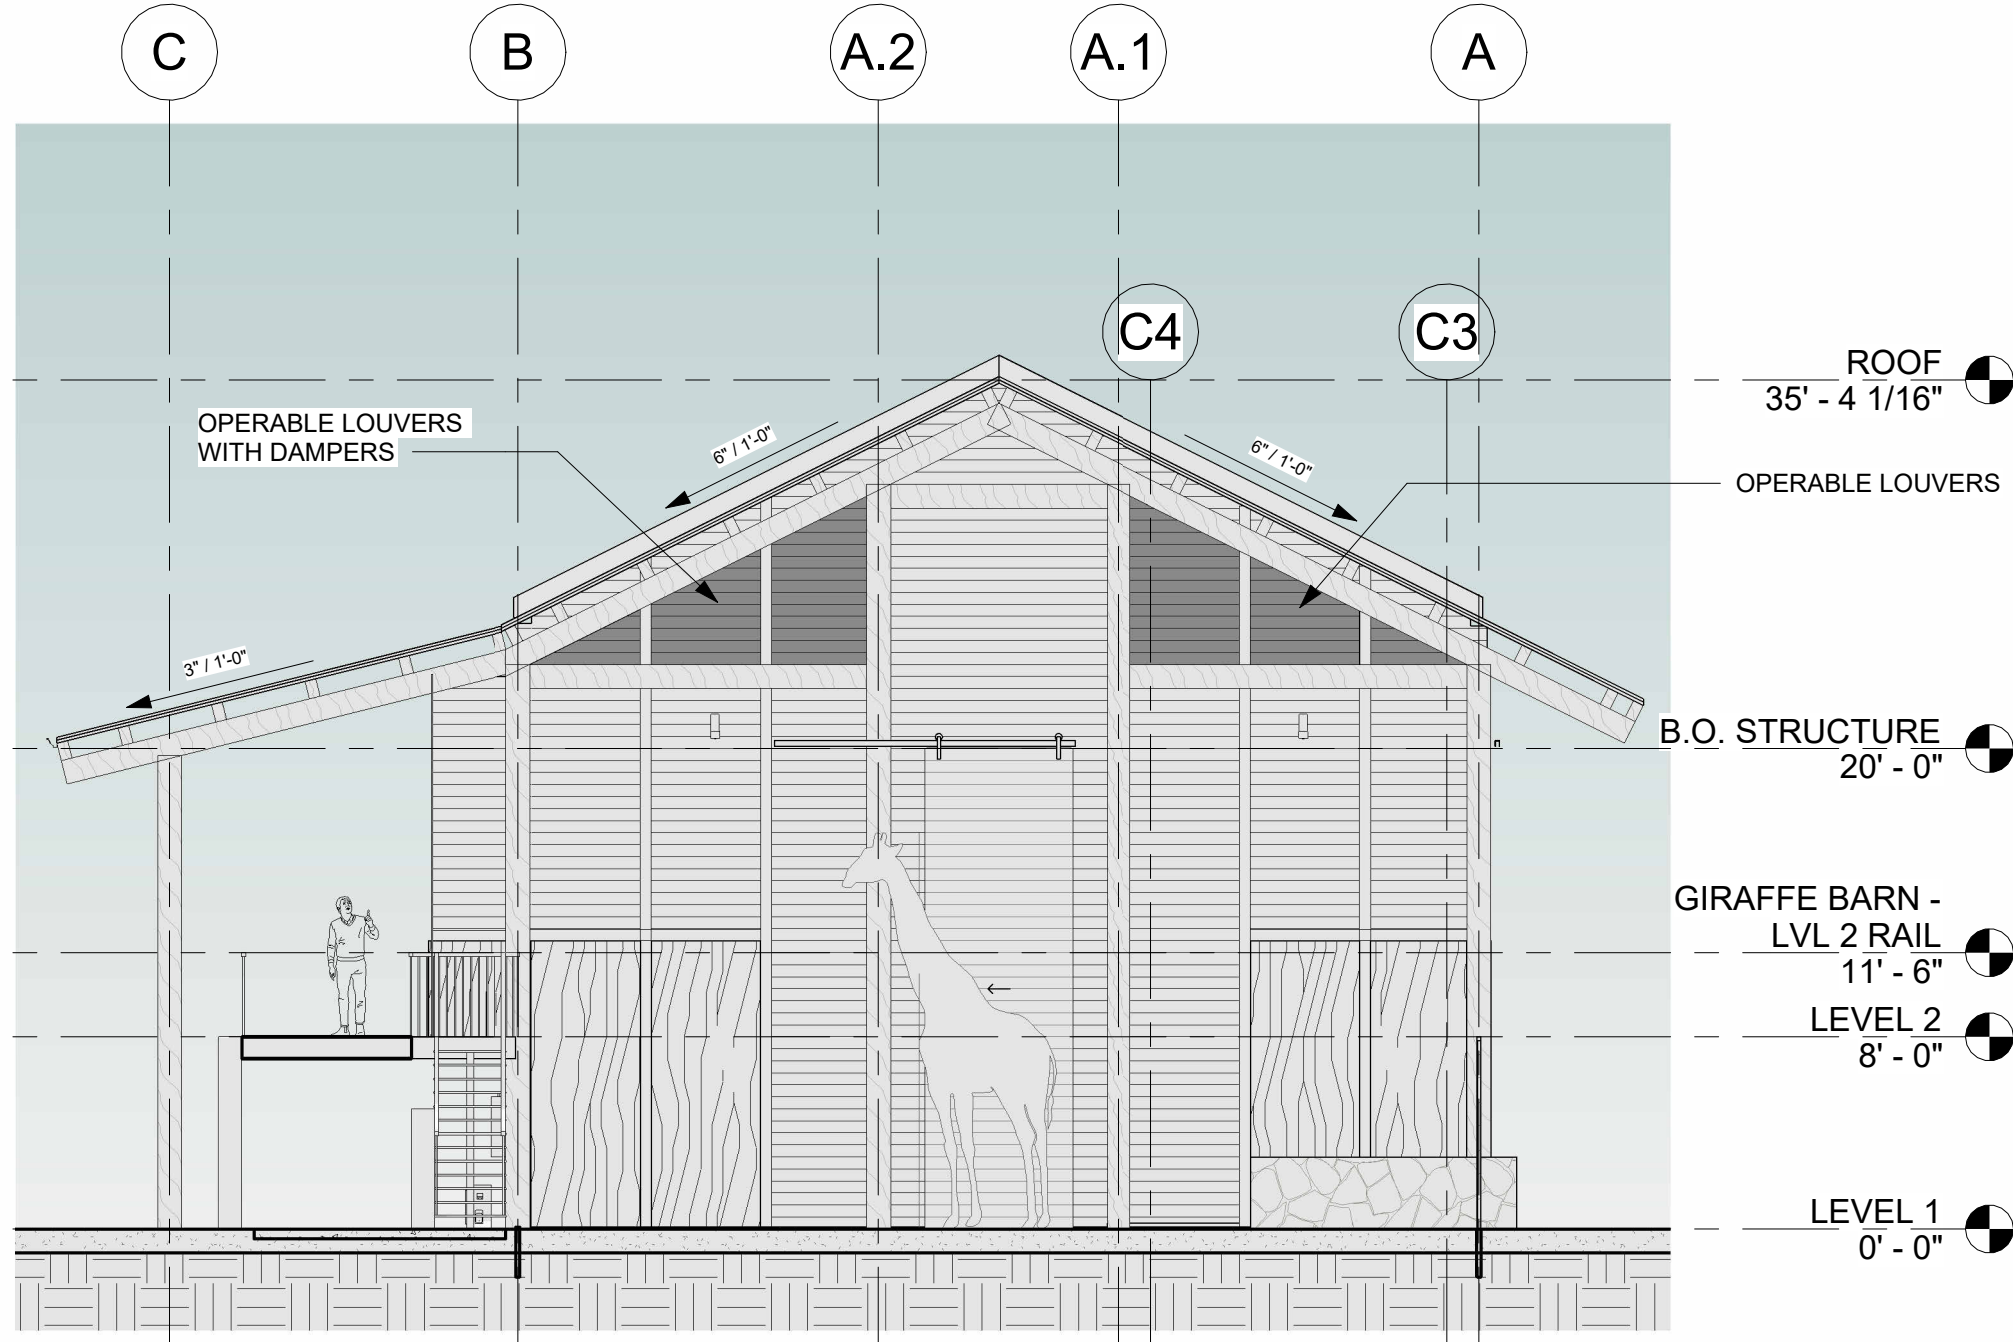 C
B
A.2
A.1
A
C4
C3
ROOF
35' - 4 1/16"
OPERABLE LOUVERS
WITH DAMPERS
6" / 1'-0"
6" / 1'-0"
OPERABLE LOUVERS
3" / 1'-0"
B.O. STRUCTURE
20' - 0"
GIRAFFE BARN -
LVL 2 RAIL
11' - 6"
LEVEL 2
8' - 0"
LEVEL 1
0' - 0"